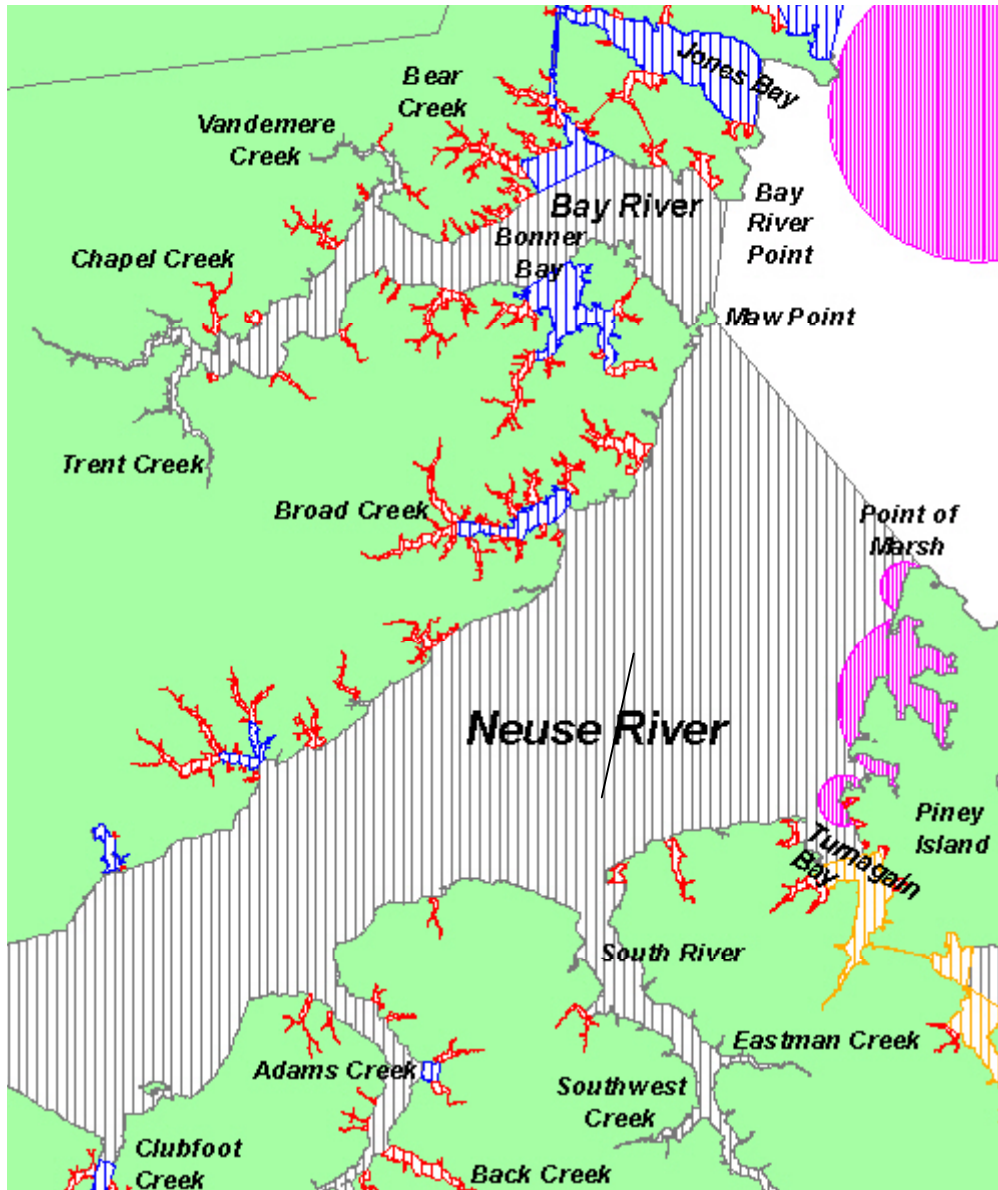 Jones Bay
Bear
Creek
Vandemere
Creek
Bay River
Bay
River
Point
Bonner
Bay
Chapel Creek
Maw Point
Trent Creek
Broad Creek
Point of
Marsh
Neuse River
Piney
Island
Turnagain
Bay
South River
Eastman Creek
Adams Creek
Southwest
Creek
Clubfoot
Creek
Back Creek